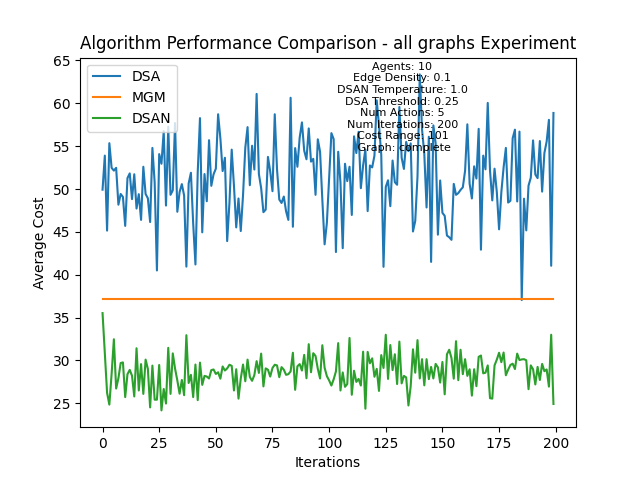 Algorithm Performance Comparison - all graphs Experiment
65
60
55
50
45
40
35
30
25
Average Cost
DSA
MGM
DSAN
Agents: 10
Edge Density: 0.1
DSAN Temperature: 1.0
DSA Threshold: 0.25
Num Actions: 5
Num Iterations: 200
Cost Range: 101
Graph: complete
0 25 50 75 100 125 150 175 200
Iterations